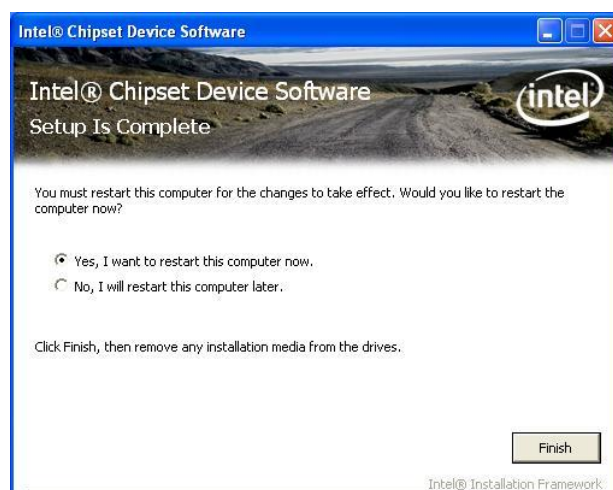 Intel® Chipset Device Software
Intel® Chipset Device Software
intel
Setup Is Complete
You must restart this computer for the changes to take effect. Would you like to restart the
computer now?
Yes, I want to restart this computer now.
No, I will restart this computer later.
Click Finish, then remove any installation media from the drives.
Finish
Intel® Installation Framework